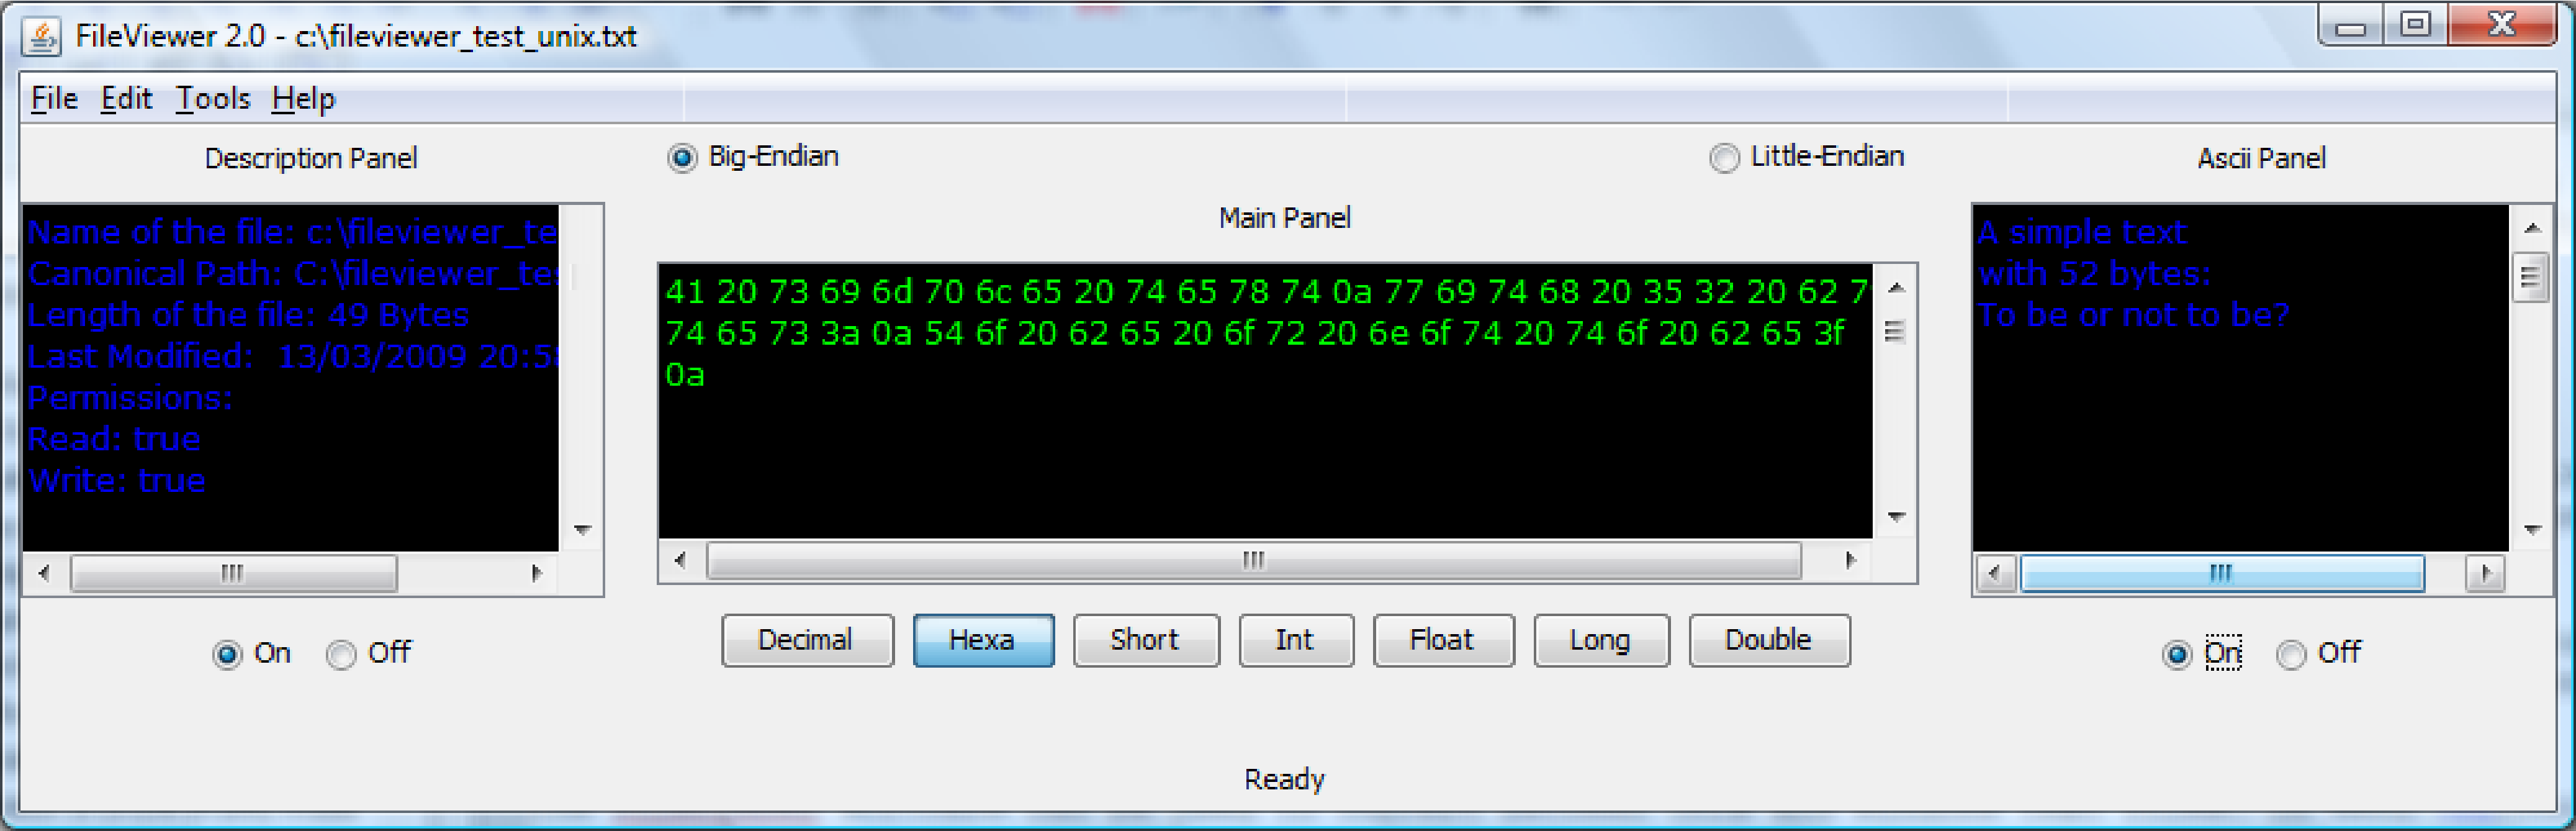 FileViewer 2.0 - c:\fileviewer_test_unix.txt
File Edit Tools Help
Description Panel
Name of the file: c:\fileviewer_te
Canonical Path: C:\fileviewer_tes
Length of the file: 49 Bytes
Last Modified:  13/03/2009 20:58
Permissions:
Read: true
Write: true
On Off
Big-Endian Little-Endian
Main Panel
41 20 73 69 6d 70 6c 65 20 74 65 78 74 0a 77 69 74 68 20 35 32 20 62 7
74 65 73 3a 0a 54 6f 20 62 65 20 6f 72 20 6e 6f 74 20 74 6f 20 62 65 3f
0a
Decimal Hexa Short Int Float Long Double
Ascii Panel
A simple text
with 52 bytes:
To be or not to be?
On Off
Ready